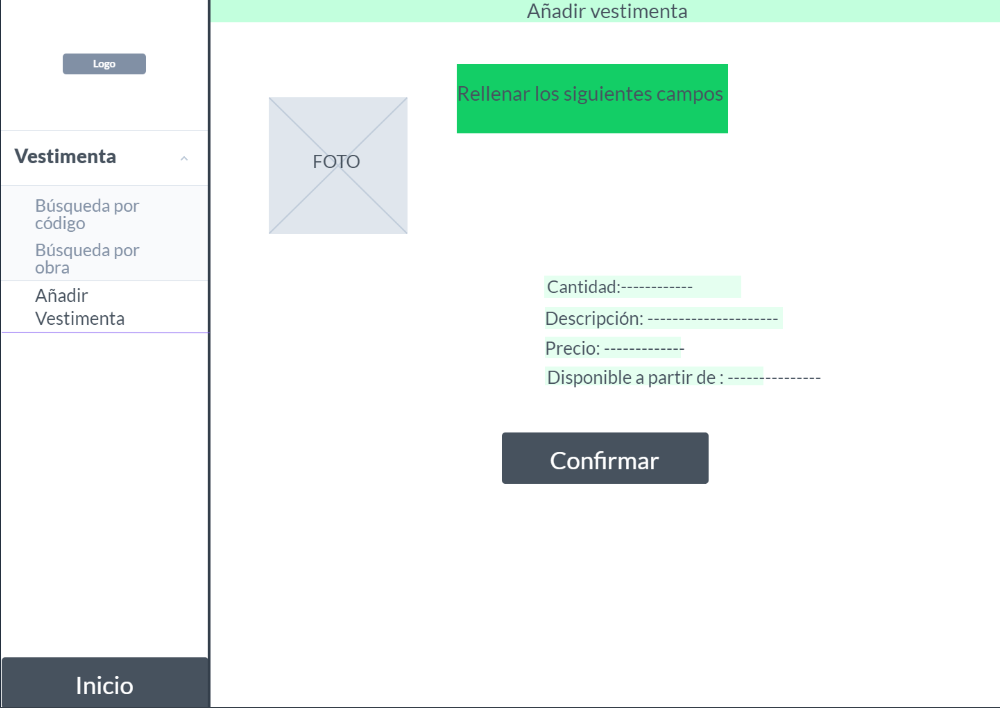 Añadir vestimenta
Logo
Rellenar los siguientes campos
FOTO
Vestimenta
Búsqueda por
código
Búsqueda por
obra
Añadir
Vestimenta
Cantidad:------------
Descripción: ---------------------
Precio: -------------
Disponible a partir de : ---------------
Confirmar
Inicio